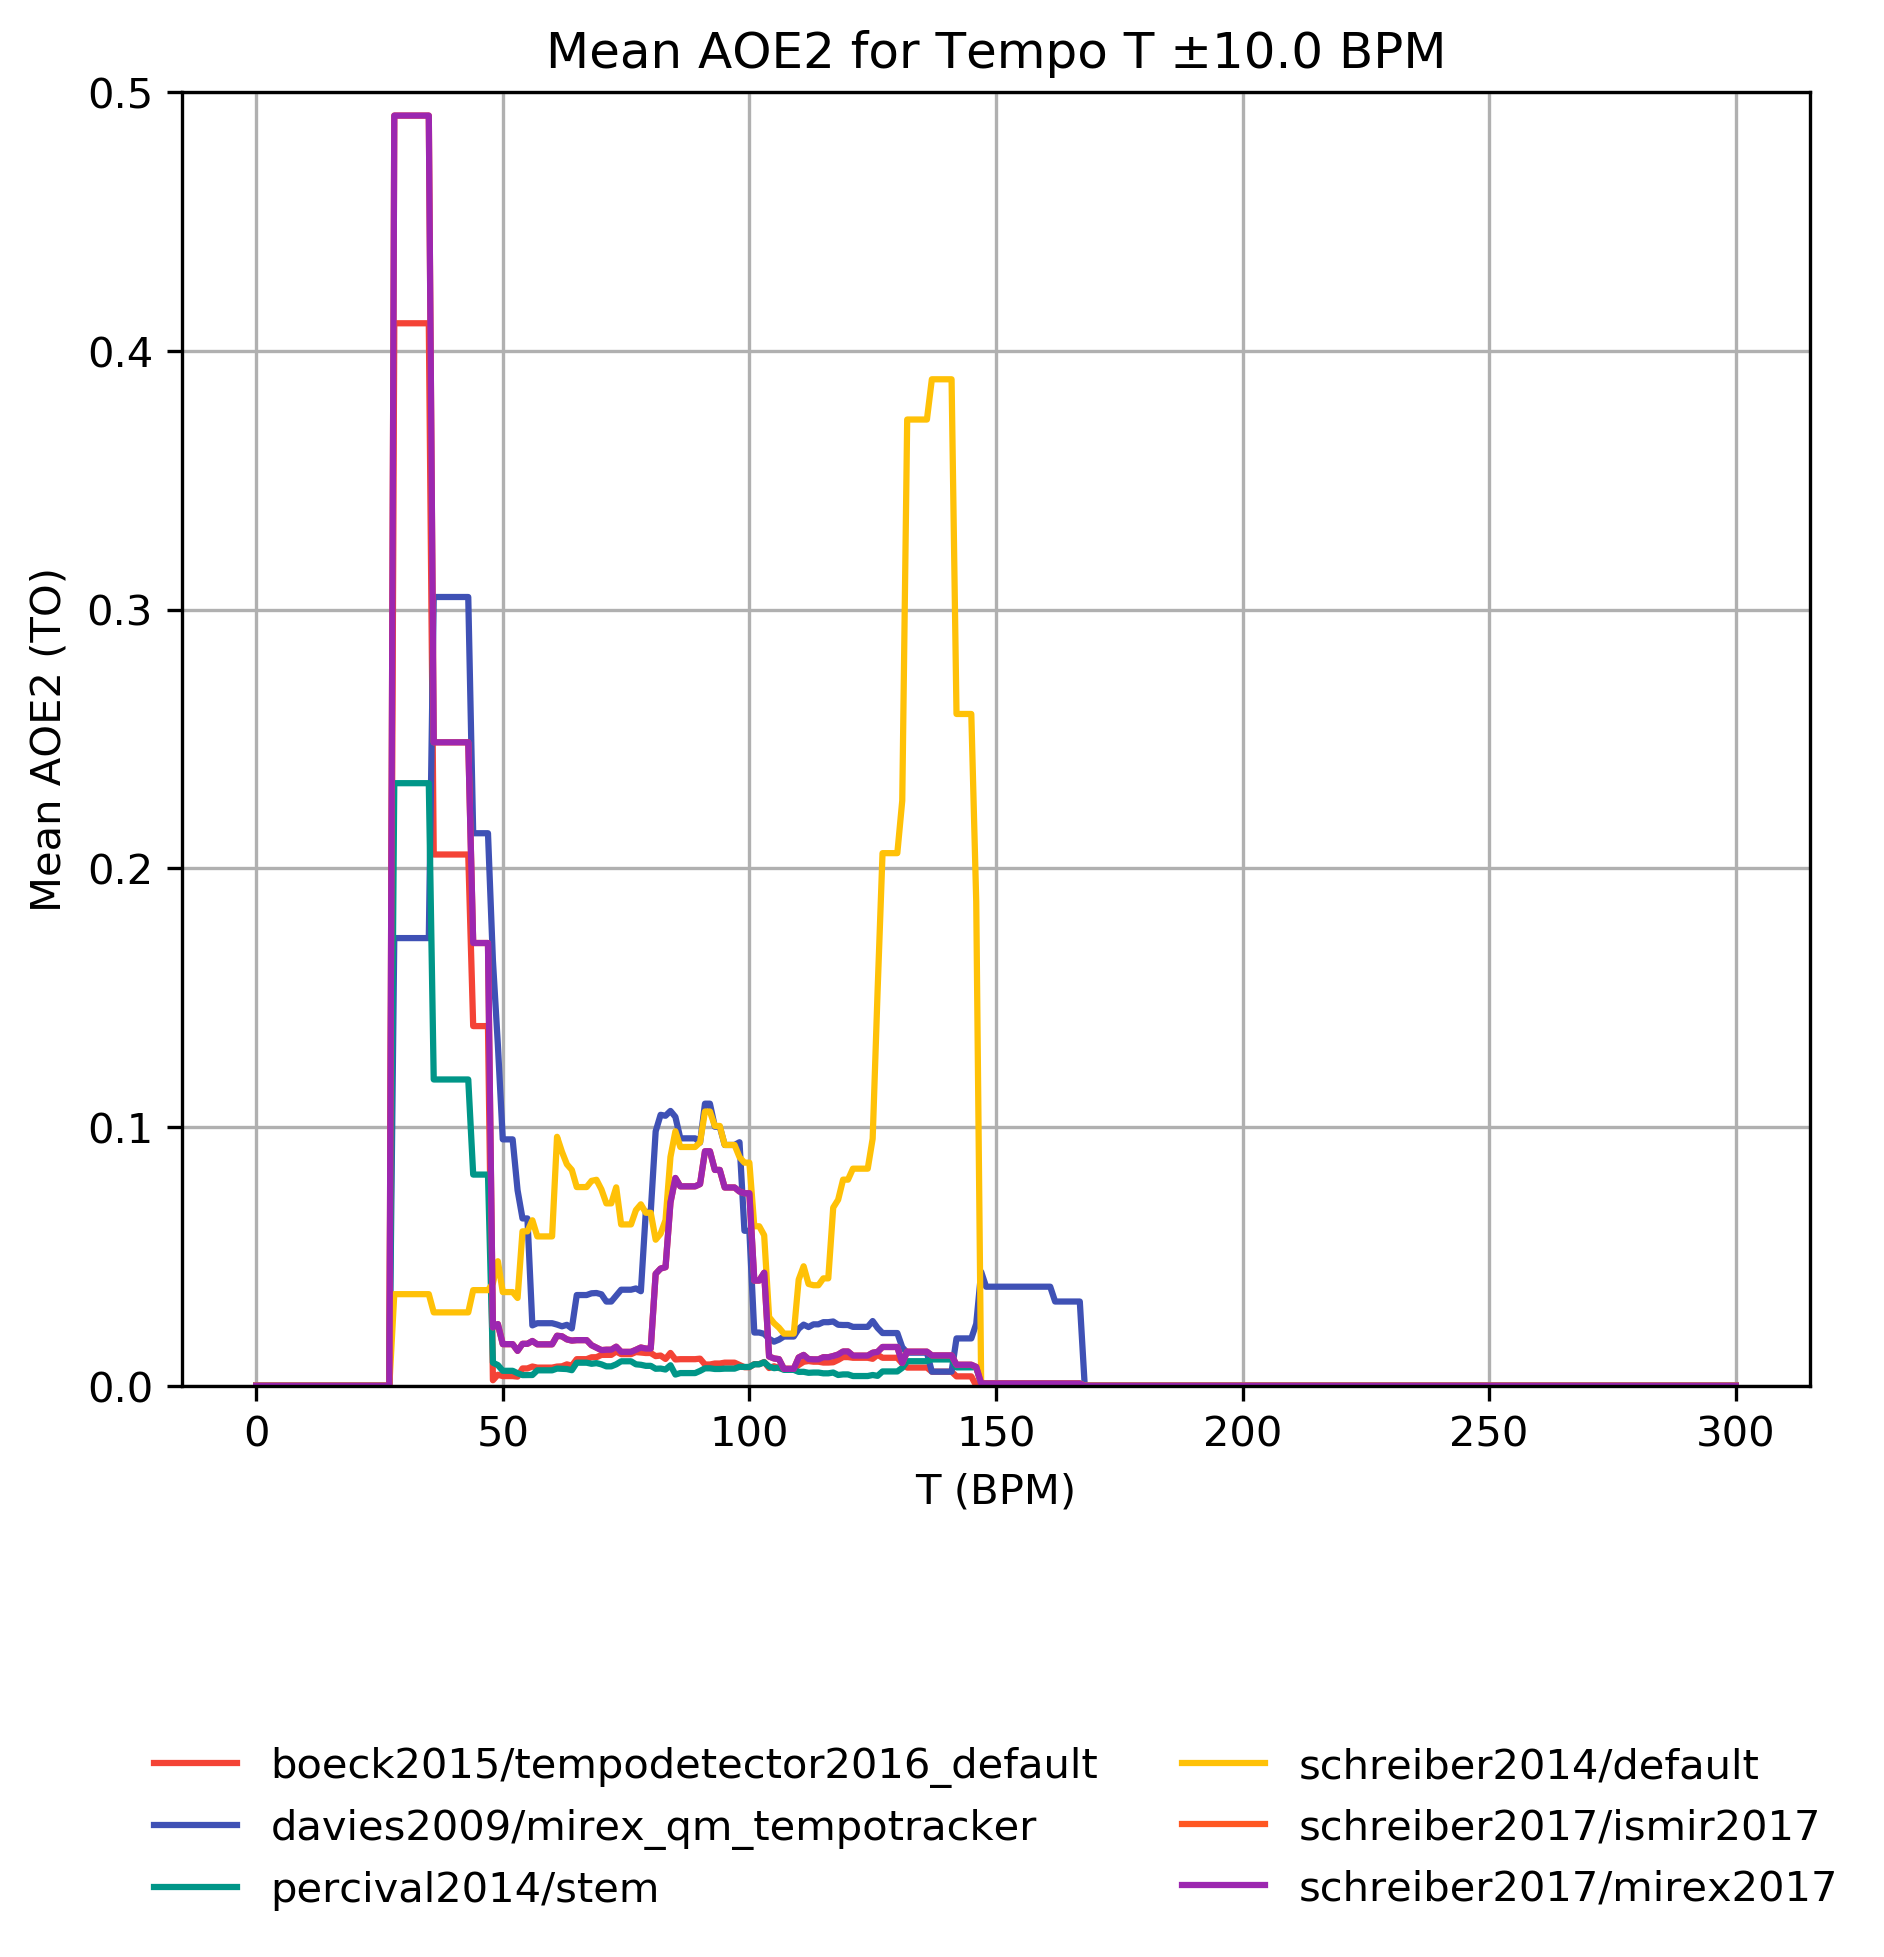 Mean AOE2 for Tempo T ±10.0 BPM
0.5
0.4
0.3
0.2
0.1
0.0
Mean AOE2 (TO)
0 50 100 150 200 250 300
T (BPM)
boeck2015/tempodetector2016_default
davies2009/mirex_qm_tempotracker
percival2014/stem
schreiber2014/default
schreiber2017/ismir2017
schreiber2017/mirex2017